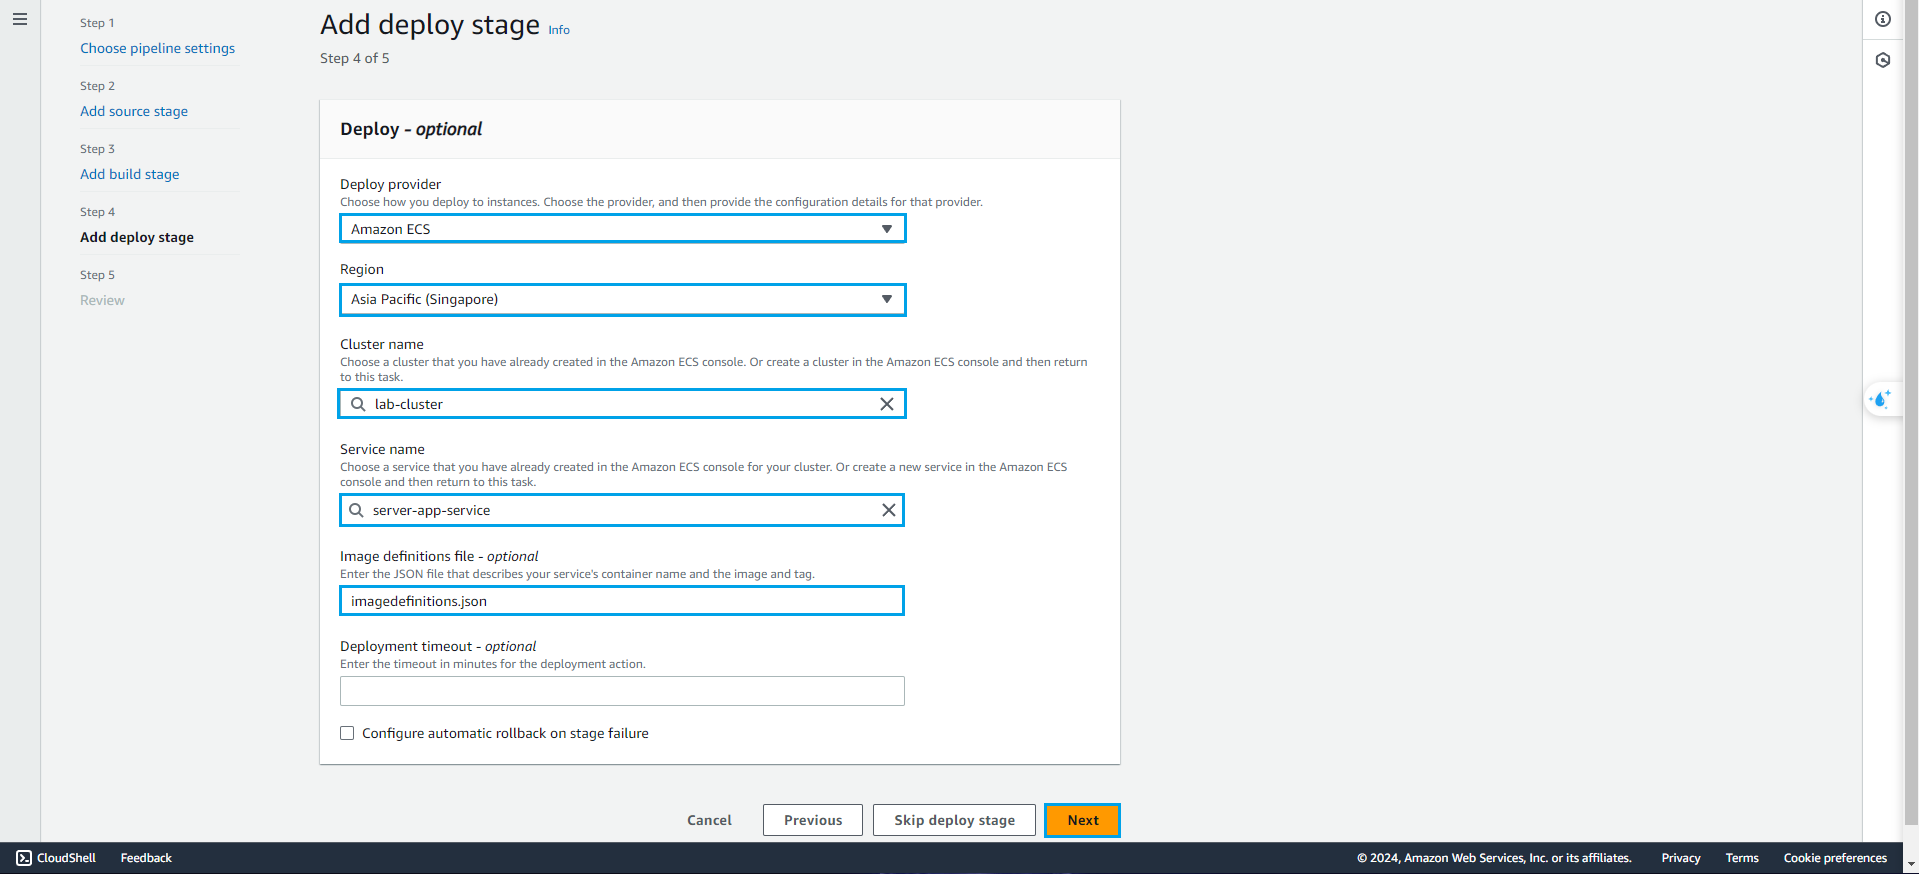 Step 1
Choose pipeline settings
Step 2
Add source stage
Step 3
Add build stage
Step 4
Add deploy stage
Step 5
Review
Add deploy stage Info
Step 4 of 5
Deploy - optional
Deploy provider
Choose how you deploy to instances. Choose the provider, and then provide the configuration details for that provider.
Amazon ECS
Region
Asia Pacific (Singapore)
Cluster name
Choose a cluster that you have already created in the Amazon ECS console. Or create a cluster in the Amazon ECS console and then return
to this task.
lab-cluster
Service name
Choose a service that you have already created in the Amazon ECS console for your cluster. Or create a new service in the Amazon ECS
console and then return to this task.
server-app-service
Image definitions file - optional
Enter the JSON file that describes your service's container name and the image and tag.
imagedefinitions.json
Deployment timeout - optional
Enter the timeout in minutes for the deployment action.
Configure automatic rollback on stage failure
Cancel Previous Skip deploy stage Next
CloudShell Feedback © 2024, Amazon Web Services, Inc. or its affiliates. Privacy Terms Cookie preferences